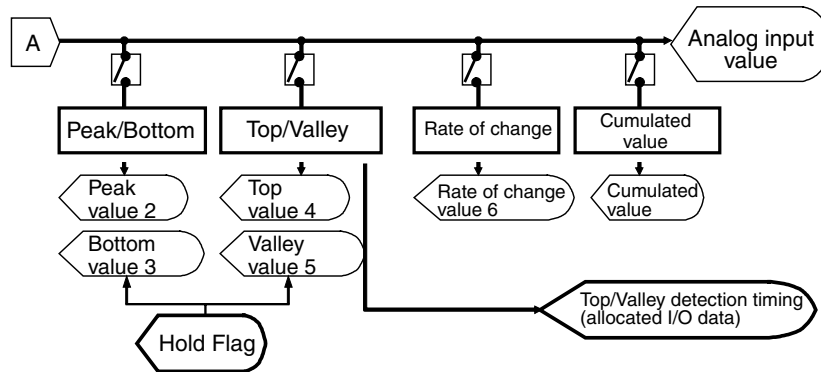 A
Analog input
value
Peak/Bottom
Top/Valley
Rate of change
Cumulated
value
Peak
value 2
Top
value 4
Rate of change
value 6
Cumulated
value
Bottom
value 3
Valley
value 5
Top/Valley detection timing
(allocated I/O data)
Hold Flag